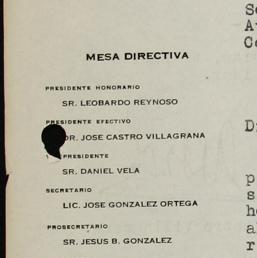 MESA DIRECTIVA
PRESIDENTE HONORARIO
SR. LEOBARDO REYNOSO
PRESIDENTE EFECTIVO
DR. JOSE CASTRO VILLAGRANA
PRESIDENTE
SR. DANIEL VELA
SECRETARIO
LIC. JOSE GONZALEZ ORTEGA
PROSECRETARIO
SR. JESUS B. GONZALEZ